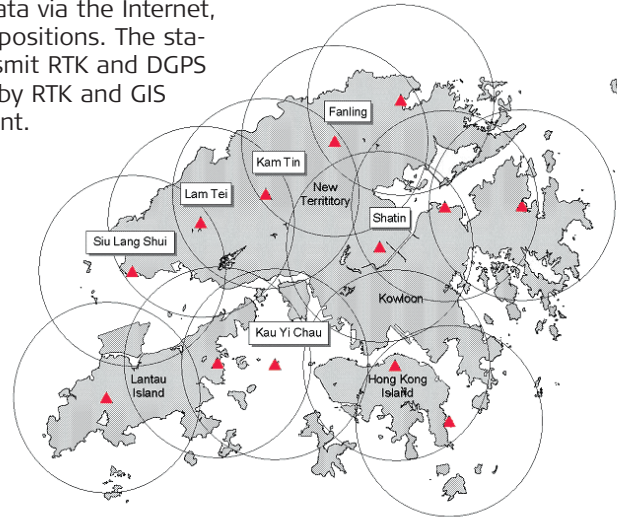 ata via the Internet,
positions. The sta-
smit RTK and DGPS
by RTK and GIS
nt.
Fanling
Kam Tin
New
Territitory
Lam Tei
Shatin
Siu Lang Shui
Kowloon
Kau Yi Chau
Lantau
Island
Hong Kong
Island